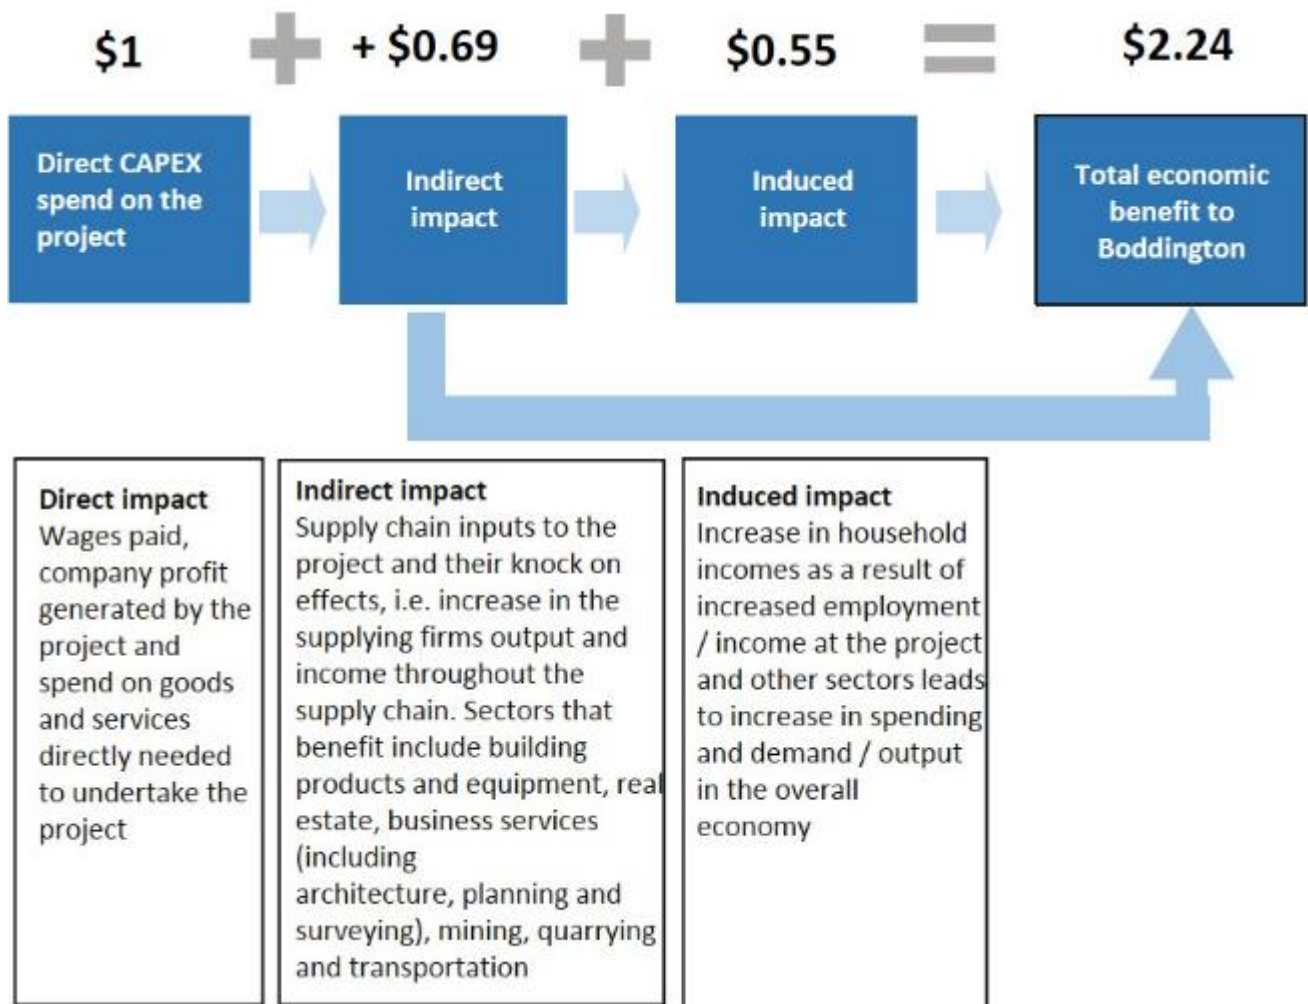 $1 + + $0.69 + $0.55 = $2.24
Direct CAPEX
spend on the
project
Indirect
impact
Induced
impact
Total economic
benefit to
Boddington
Direct impact
Wages paid,
company profit
generated by the
project and
spend on goods
and services
directly needed
to undertake the
project
Indirect impact
Supply chain inputs to the
project and their knock on
effects, i.e. increase in the
supplying firms output and
income throughout the
supply chain. Sectors that
benefit include building
products and equipment, real
estate, business services
(including
architecture, planning and
surveying), mining, quarrying
and transportation
Induced impact
Increase in household
incomes as a result of
increased employment
/ income at the project
and other sectors leads
to increase in spending
and demand / output
in the overall
economy